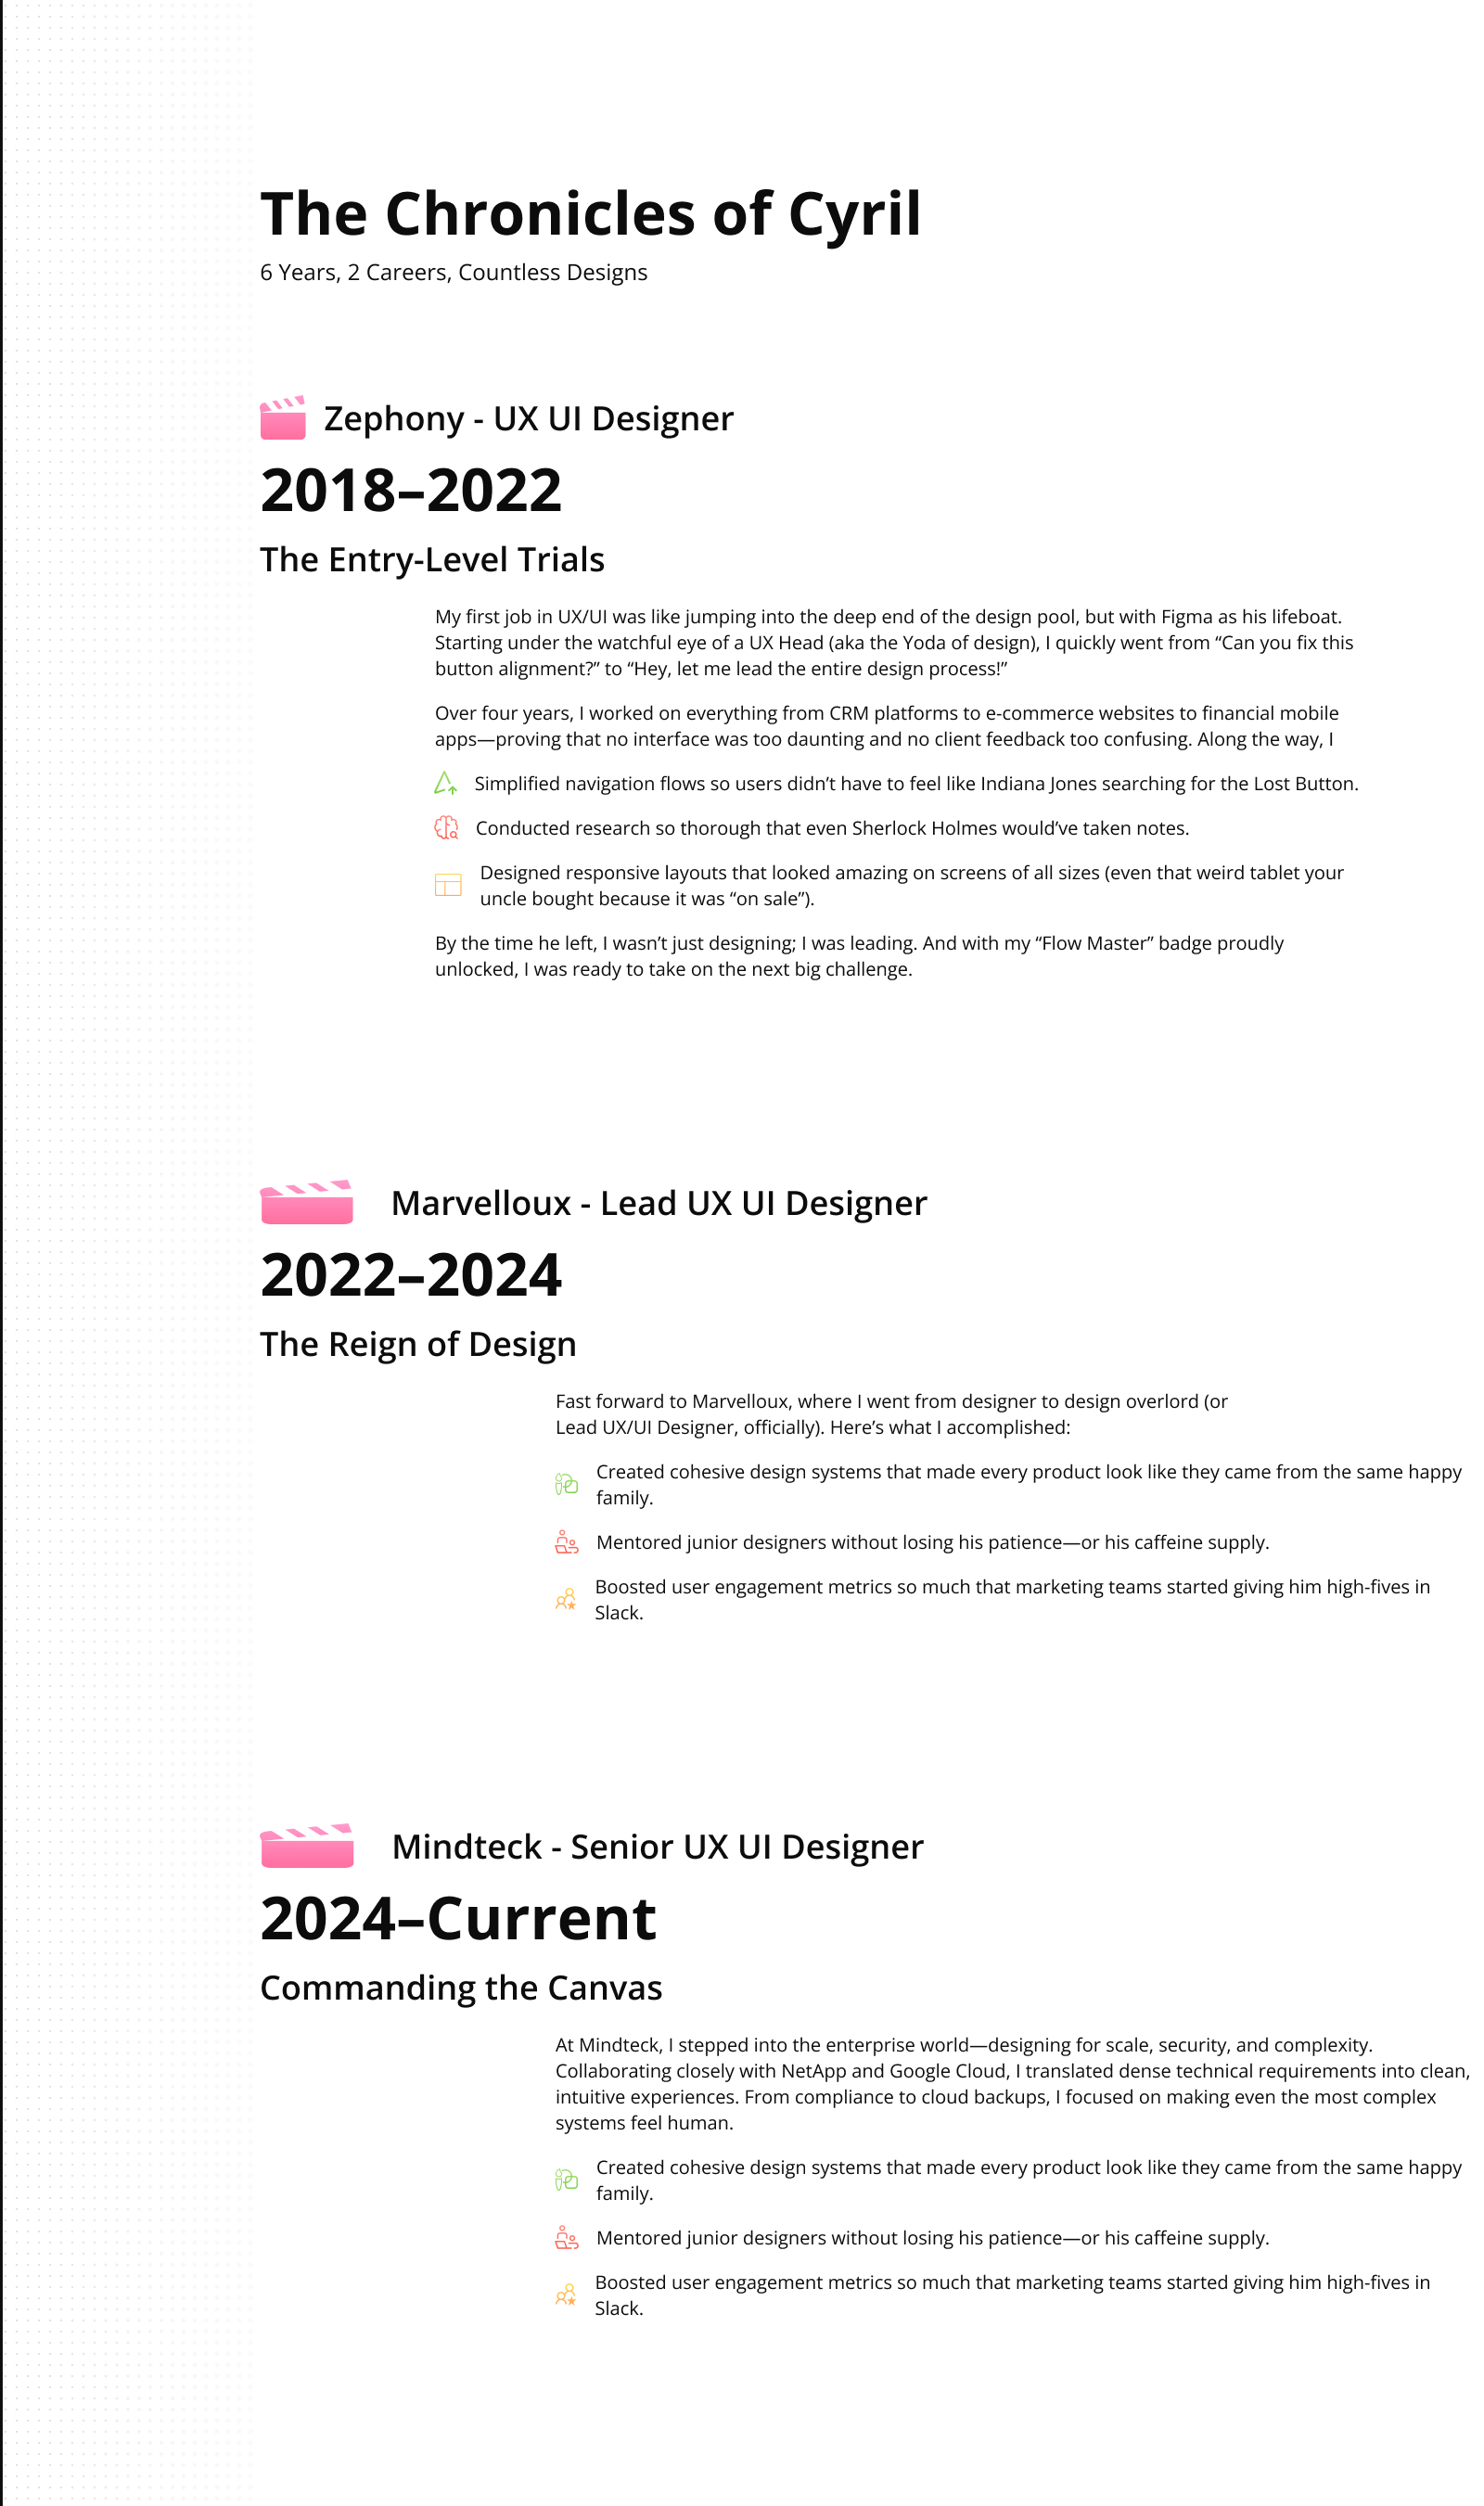 The Chronicles of Cyril
6 Years, 2 Careers, Countless Designs
Zephony - UX UI Designer
2018–2022
The Entry-Level Trials
My first job in UX/UI was like jumping into the deep end of the design pool, but with Figma as his lifeboat.
Starting under the watchful eye of a UX Head (aka the Yoda of design), I quickly went from “Can you fix this
button alignment?” to “Hey, let me lead the entire design process!”
Over four years, I worked on everything from CRM platforms to e-commerce websites to financial mobile
apps—proving that no interface was too daunting and no client feedback too confusing. Along the way, I
Simplified navigation flows so users didn’t have to feel like Indiana Jones searching for the Lost Button.
Conducted research so thorough that even Sherlock Holmes would’ve taken notes.
Designed responsive layouts that looked amazing on screens of all sizes (even that weird tablet your
uncle bought because it was “on sale”).
By the time he left, I wasn’t just designing; I was leading. And with my “Flow Master” badge proudly
unlocked, I was ready to take on the next big challenge.
Marvelloux - Lead UX UI Designer
2022–2024
The Reign of Design
Fast forward to Marvelloux, where I went from designer to design overlord (or
Lead UX/UI Designer, officially). Here’s what I accomplished:
Created cohesive design systems that made every product look like they came from the same happy
family.
Mentored junior designers without losing his patience—or his caffeine supply.
Boosted user engagement metrics so much that marketing teams started giving him high-fives in
Slack.
Mindteck - Senior UX UI Designer
2024–Current
Commanding the Canvas
At Mindteck, I stepped into the enterprise world—designing for scale, security, and complexity.
Collaborating closely with NetApp and Google Cloud, I translated dense technical requirements into clean,
intuitive experiences. From compliance to cloud backups, I focused on making even the most complex
systems feel human.
Created cohesive design systems that made every product look like they came from the same happy
family.
Mentored junior designers without losing his patience—or his caffeine supply.
Boosted user engagement metrics so much that marketing teams started giving him high-fives in
Slack.